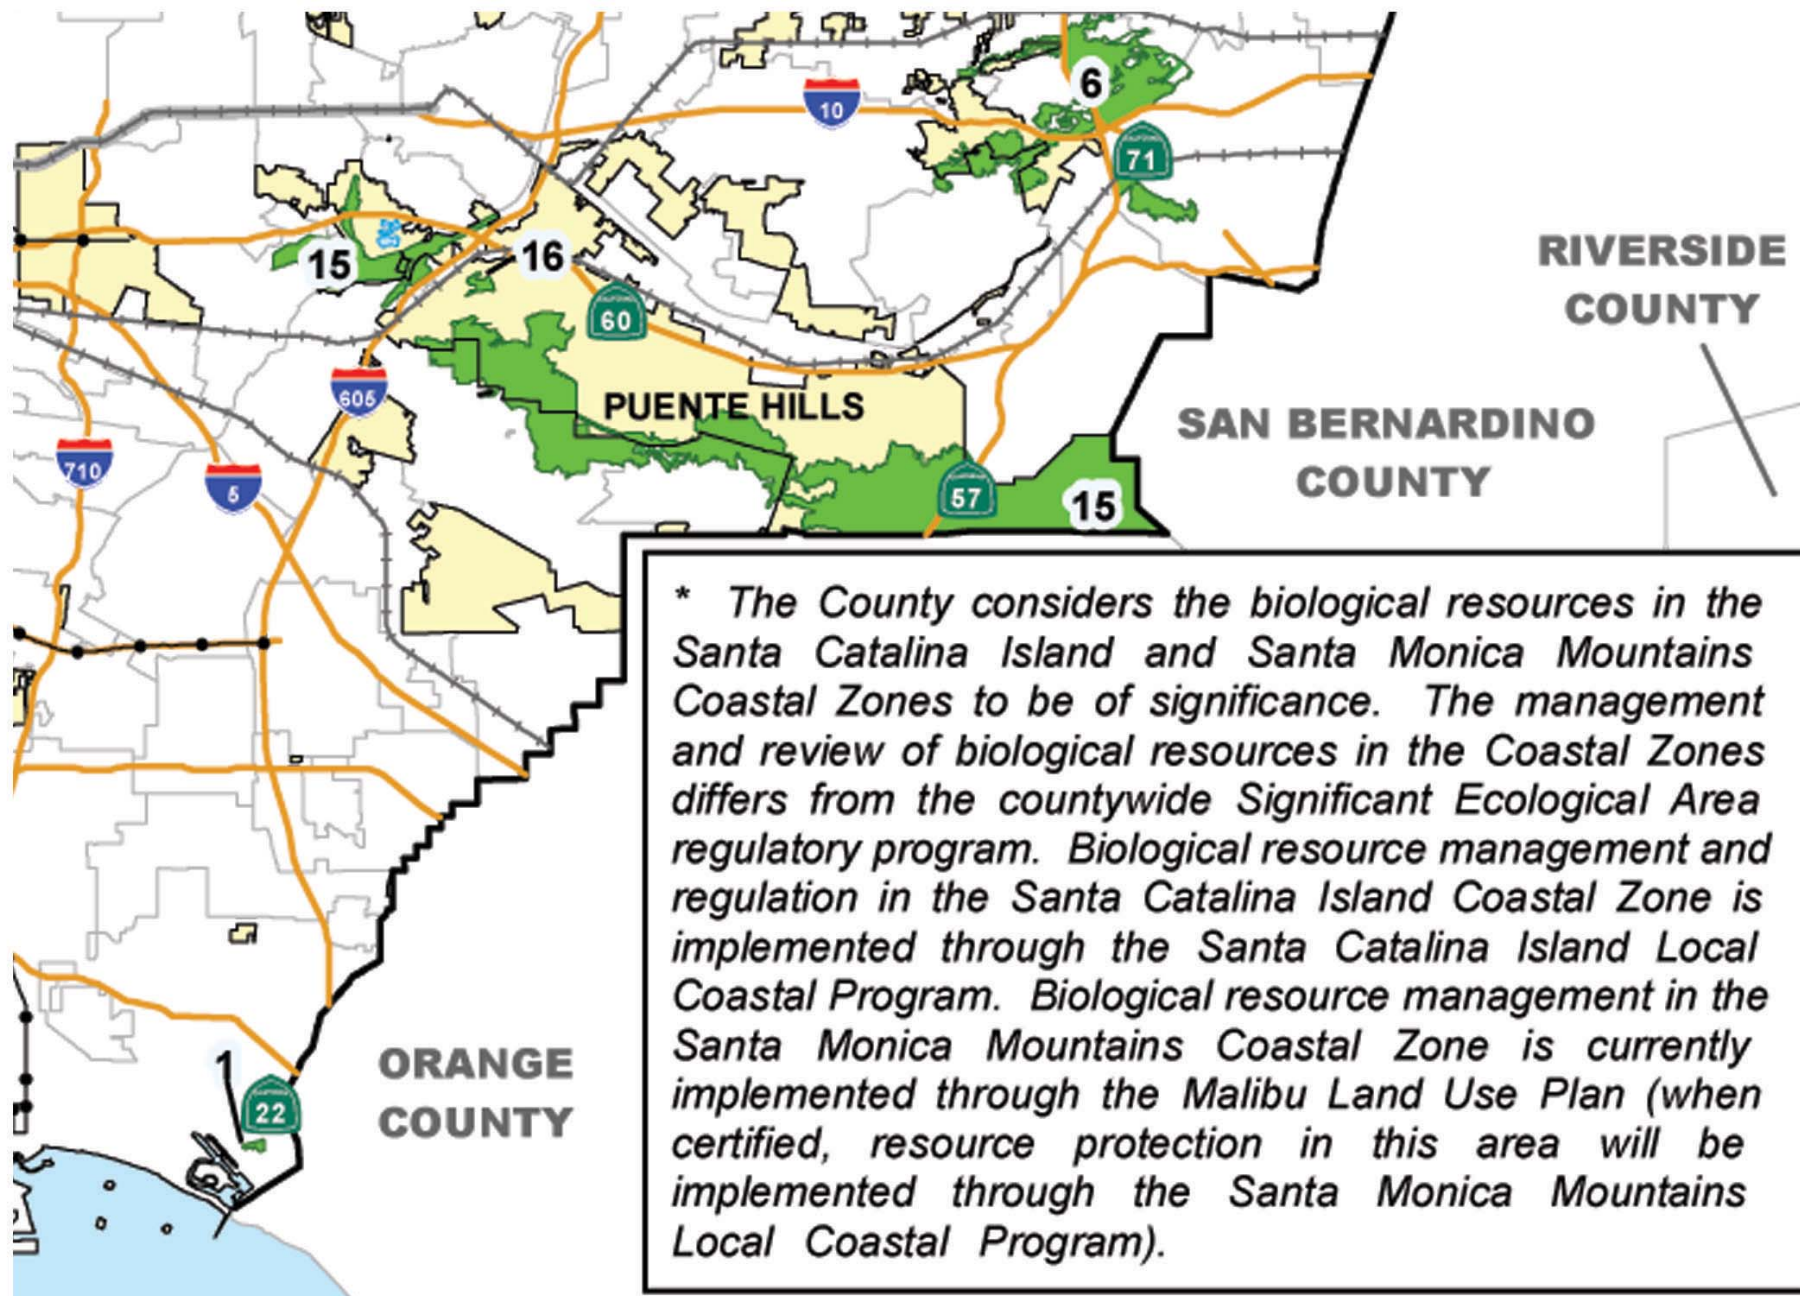 6
10
71
15
16
60
RIVERSIDE
COUNTY
605
PUENTE HILLS
SAN BERNARDINO
COUNTY
710
5
57
15
* The County considers the biological resources in the
Santa Catalina Island and Santa Monica Mountains
Coastal Zones to be of significance. The management
and review of biological resources in the Coastal Zones
differs from the countywide Significant Ecological Area
regulatory program. Biological resource management and
regulation in the Santa Catalina Island Coastal Zone is
implemented through the Santa Catalina Island Local
Coastal Program. Biological resource management in the
Santa Monica Mountains Coastal Zone is currently
implemented through the Malibu Land Use Plan (when
certified, resource protection in this area will be
implemented through the Santa Monica Mountains
Local Coastal Program).
1
22
ORANGE
COUNTY